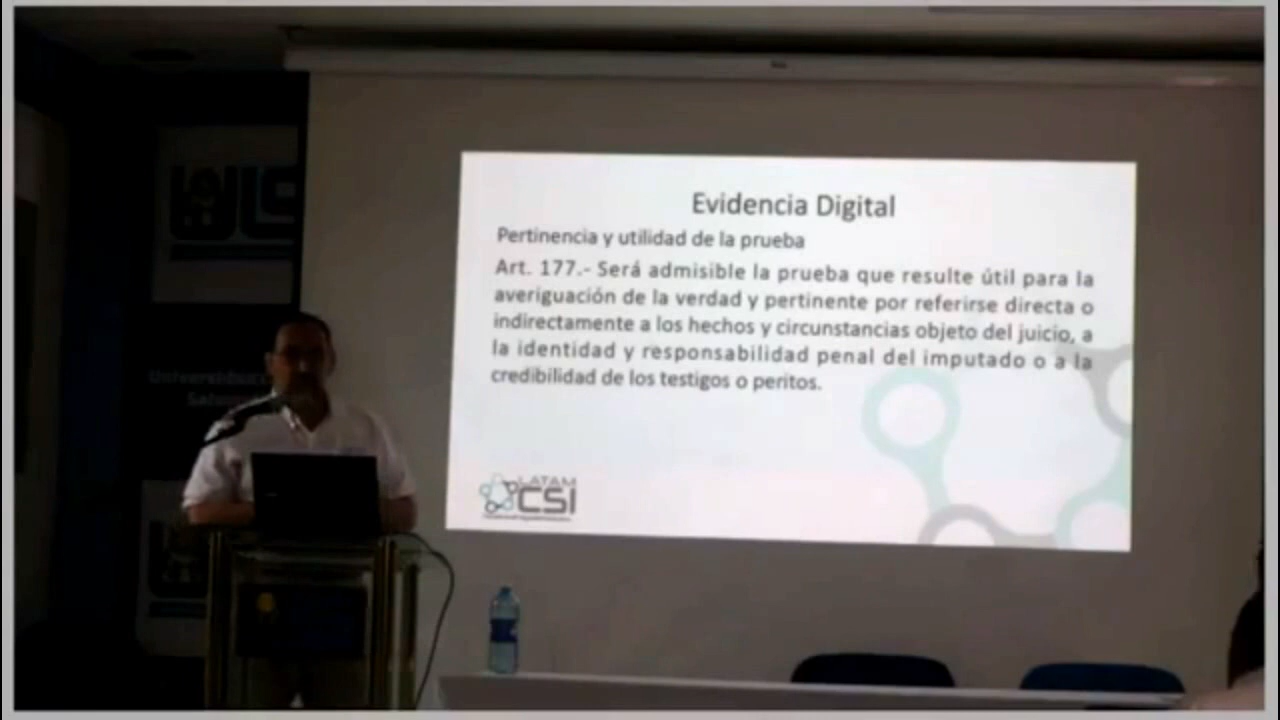 Evidencia Digital
Pertinencia y utilidad de la prueba
Art. 177.- Será admisible la prueba que resulte útil para la
averiguación de la verdad y pertinente por referirse directa o
indirectamente a los hechos y circunstancias objeto del juicio, a
la identidad y responsabilidad penal del imputado o a la
credibilidad de los testigos o peritos.
LATAM
CSI